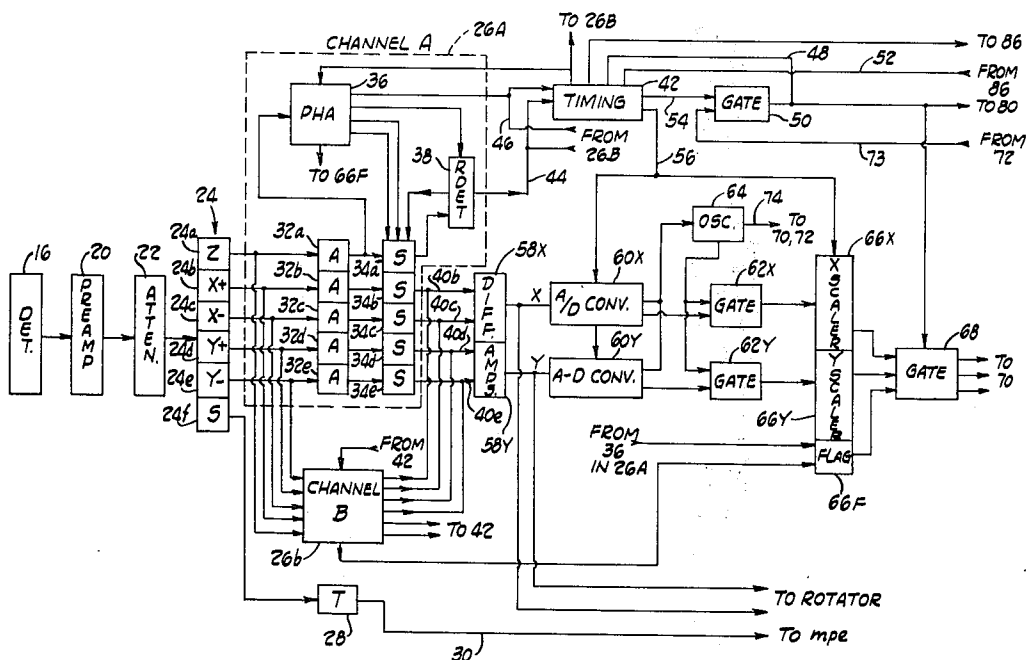 CHANNEL A
26A
TO 26B
TO 86
48
52
FROM
86
36
PHA
42
TIMING
54
GATE
50
TO 80
46
FROM
26B
44
TO 66F
38
RDET
56
73
FROM
72
64
OSC.
74
TO
70,72
16
DET.
20
PREAMP
22
ATTEN.
24
24a
Z
24b
X+
24c
X-
24d
Y+
24e
Y-
24f
S
32a
A
32b
A
32c
A
32d
A
32e
A
34a
S
34b
S
34c
S
34d
S
34e
S
40b
40c
40d
40e
58X
DIFF.
AMPS.
58Y
X
Y
60X
A/D CONV.
60Y
A-D CONV.
62X
GATE
62Y
GATE
66X
X SCALER
Y SCALER
66Y
FLAG
66F
68
GATE
TO
TO 70
TO
FROM
36
IN 26A
FROM
42
CHANNEL
B
26b
TO 42
T
28
30
TO ROTATOR
TO mpe